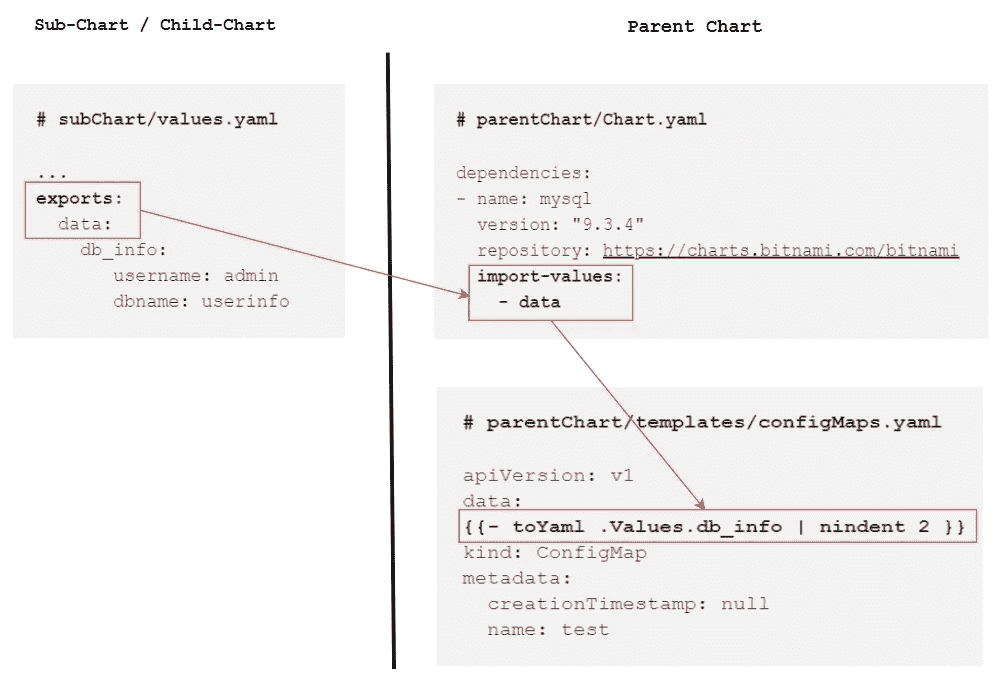 Sub-Chart / Child-Chart
# subChart/values.yaml
...
exports:
  data:
    db_info:
      username: admin
      dbname: userinfo
Parent Chart
# parentChart/Chart.yaml
dependencies:
- name: mysql
  version: "9.3.4"
  repository: https://charts.bitnami.com/bitnami
  import-values:
    - data
# parentChart/templates/configMaps.yaml
apiVersion: v1
data:
{{- toYaml .Values.db_info | nindent 2 }}
kind: ConfigMap
metadata:
  creationTimestamp: null
  name: test